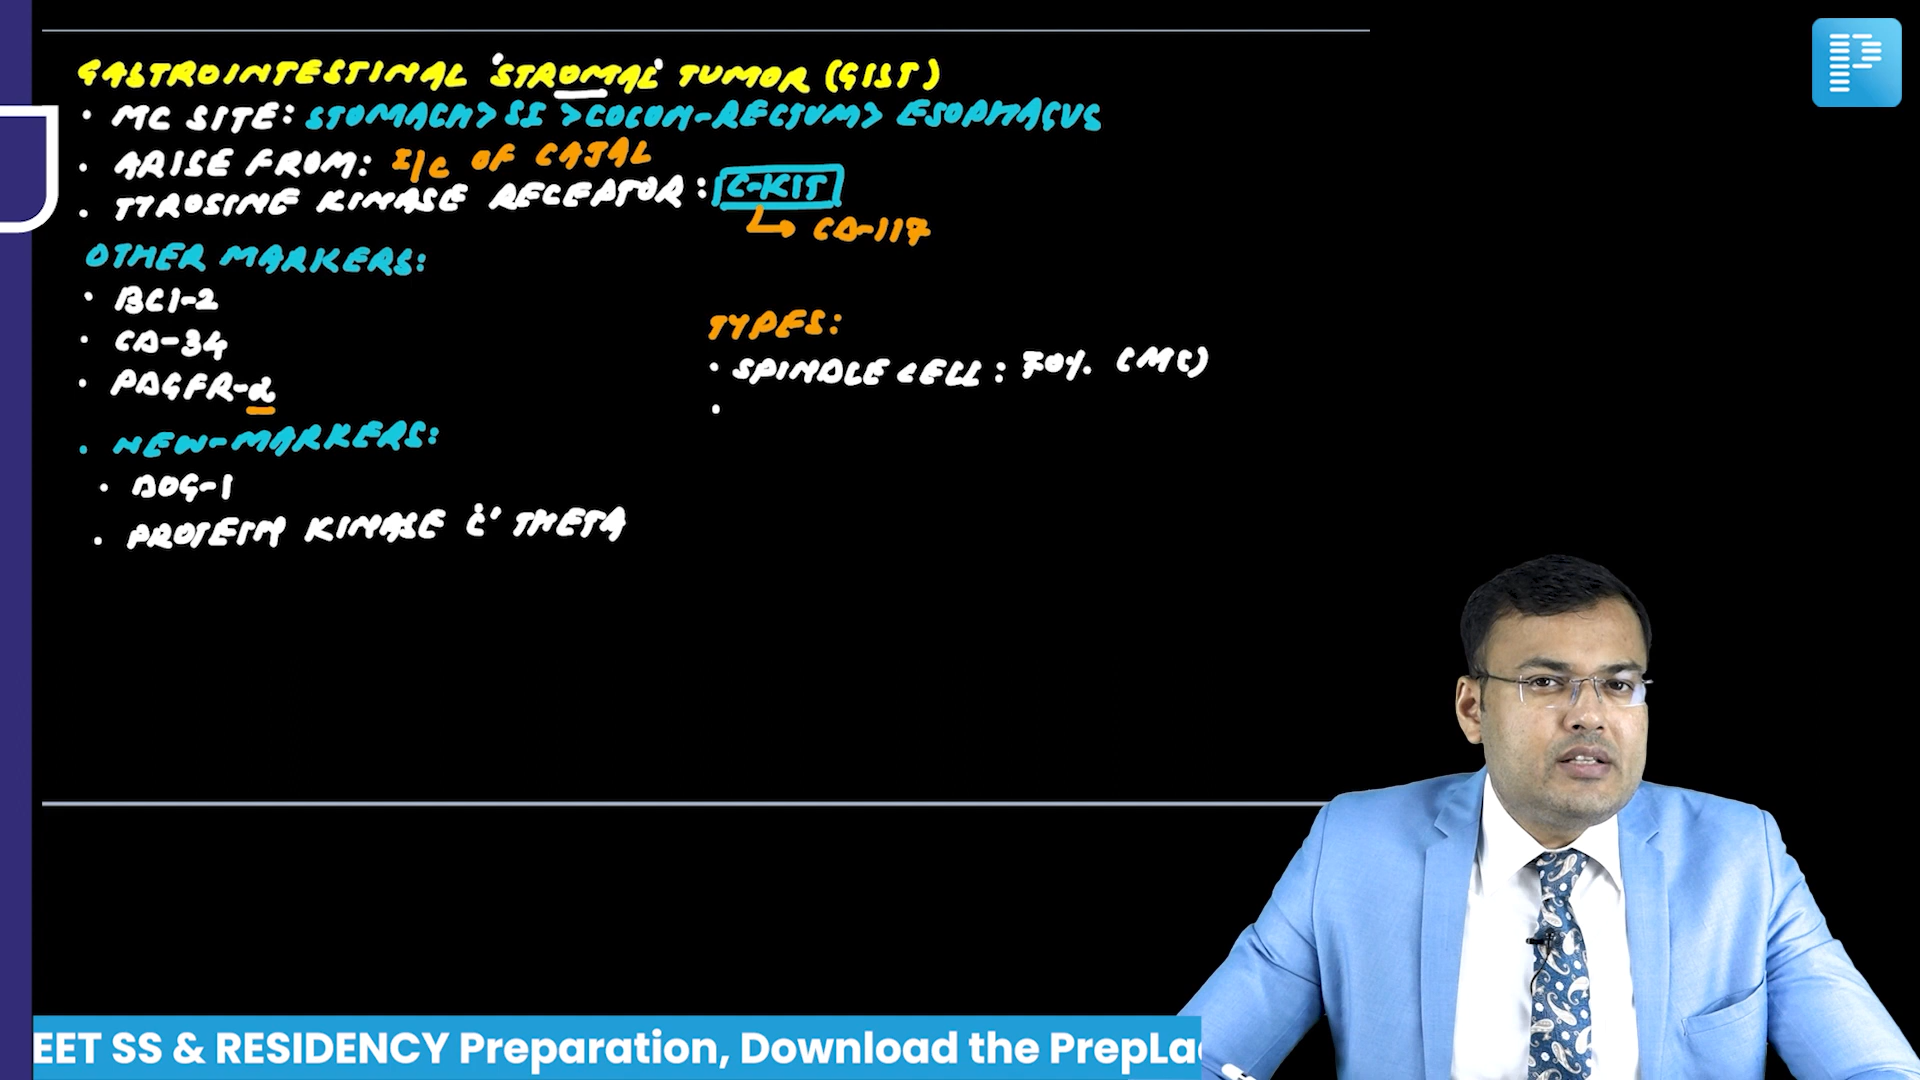 GASTROINTESTINAL 'STROMAL' TUMOR (GIST)
• MC SITE: STOMACH > SI > COLON-RECTUM > ESOPHAGUS
• ARISE FROM: I/C OF CAJAL
• TYROSINE KINASE RECEPTOR: C-KIT
↳ CD-117
OTHER MARKERS:
• BCl-2
• CD-34
• PDGFR-α
• NEW-MARKERS:
• DOG-1
• PROTEIN KINASE 'C' THETA
TYPES:
• SPINDLE CELL: 70% (MC)
•
EET SS & RESIDENCY Preparation, Download the PrepLa